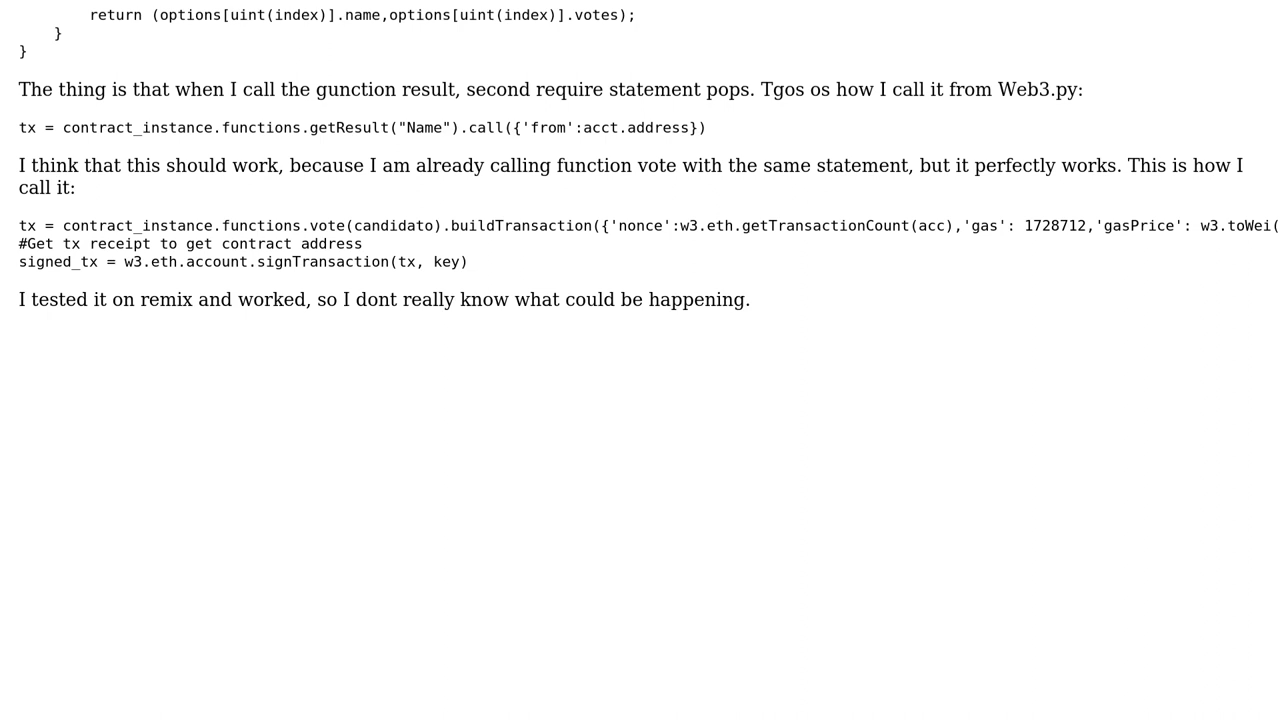 return (options[uint(index)].name,options[uint(index)].votes);
}
}
The thing is that when I call the gunction result, second require statement pops. Tgos os how I call it from Web3.py:
tx = contract_instance.functions.getResult("Name").call({'from':acct.address})
I think that this should work, because I am already calling function vote with the same statement, but it perfectly works. This is how I
call it:
tx = contract_instance.functions.vote(candidato).buildTransaction({'nonce':w3.eth.getTransactionCount(acc),'gas': 1728712,'gasPrice': w3.toWei(
#Get tx receipt to get contract address
signed_tx = w3.eth.account.signTransaction(tx, key)
I tested it on remix and worked, so I dont really know what could be happening.